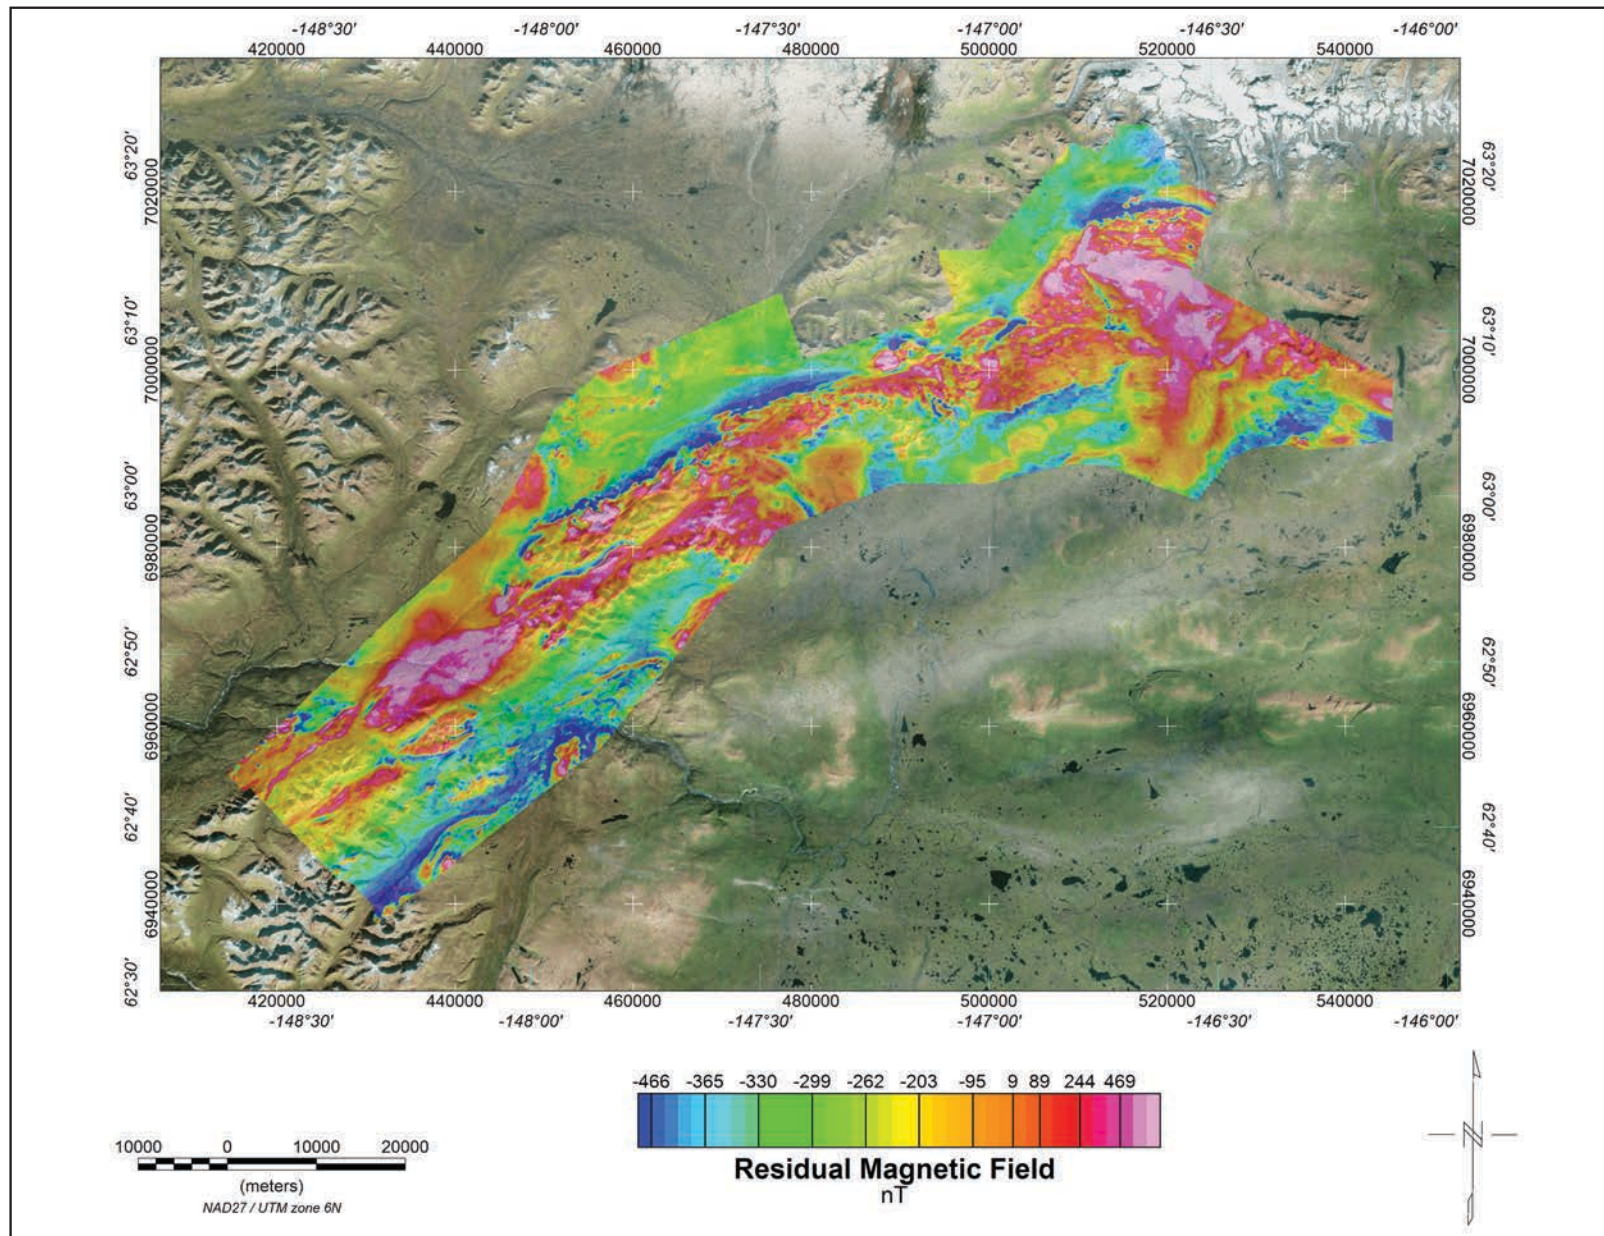 -148°30' -148°00' -147°30' -147°00' -146°30' -146°00'
420000 440000 460000 480000 500000 520000 540000
63°20'
7020000
63°10'
7000000
63°00'
6980000
62°50'
6960000
62°40'
6940000
62°30'
63°20'
7020000
63°10'
7000000
63°00'
6980000
62°50'
6960000
62°40'
6940000
420000 440000 460000 480000 500000 520000 540000
-148°30' -148°00' -147°30' -147°00' -146°30' -146°00'
-466 -365 -330 -299 -262 -203 -95 9 89 244 469
Residual Magnetic Field
nT
10000 0 10000 20000
(meters)
NAD27 / UTM zone 6N
N